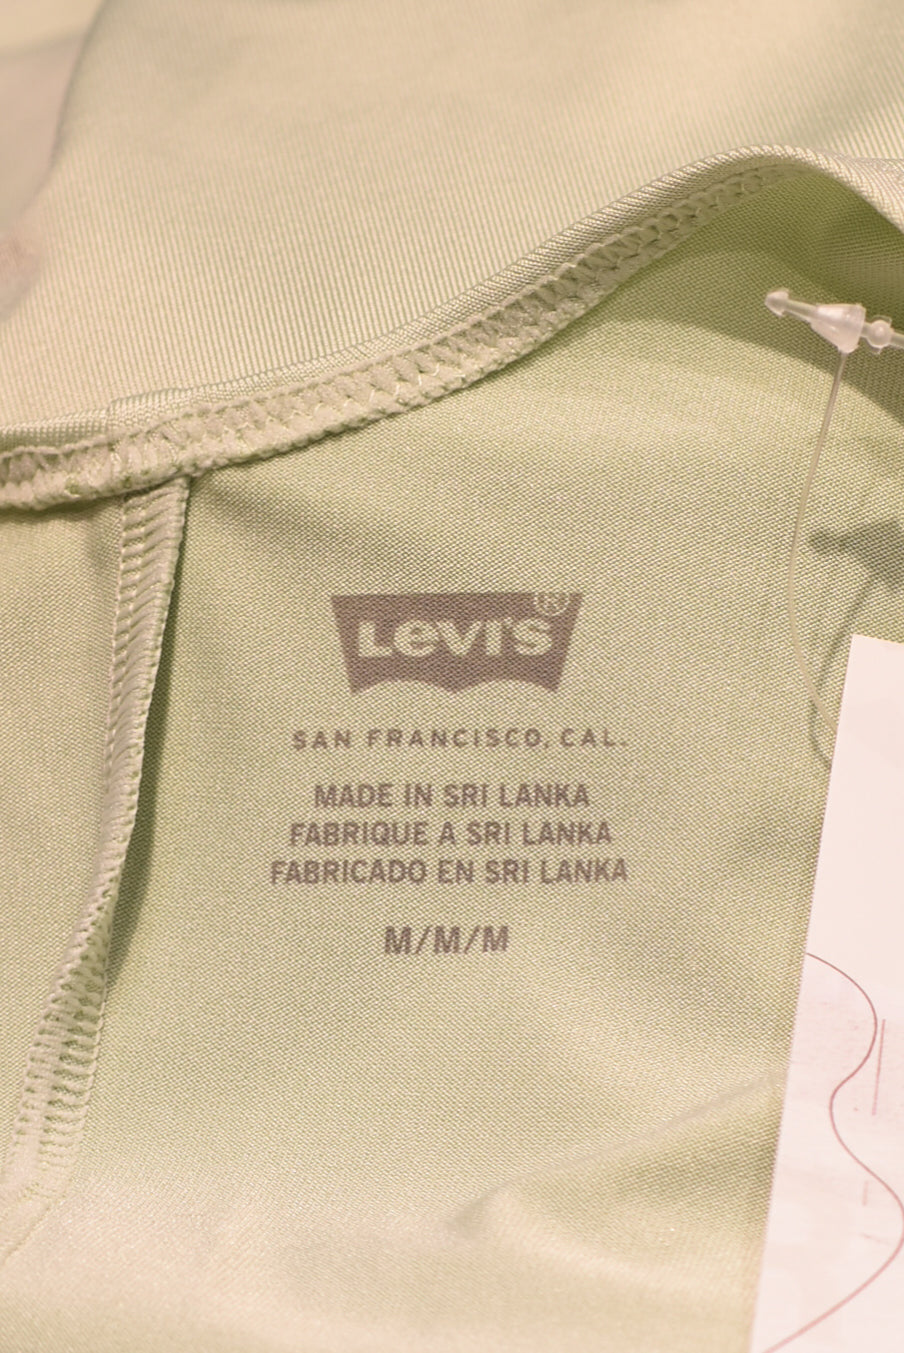 LEVI'S®
SAN FRANCISCO, CAL.
MADE IN SRI LANKA
FABRIQUE A SRI LANKA
FABRICADO EN SRI LANKA
M/M/M